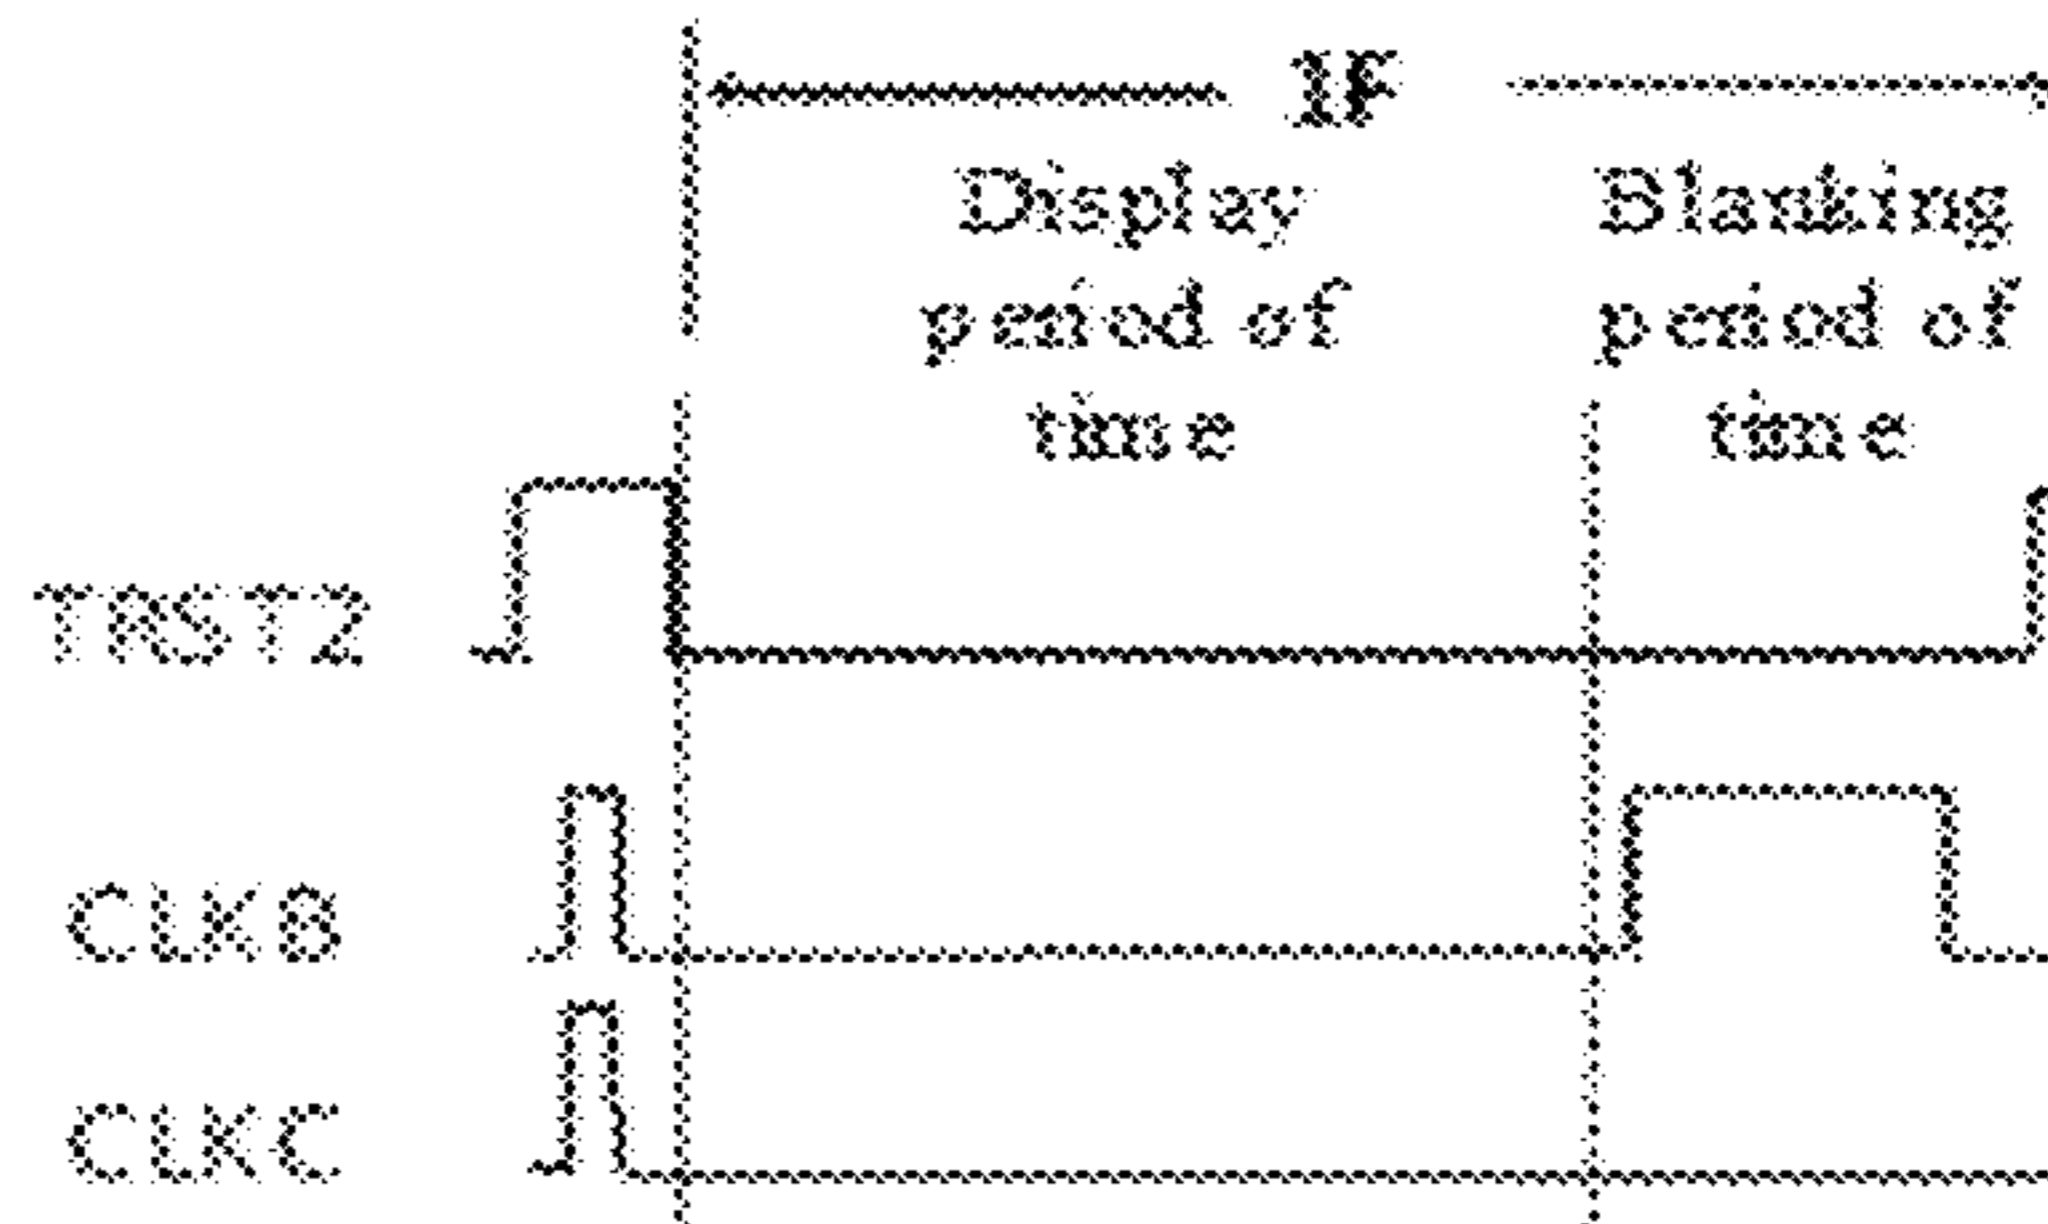 1F
Display
period of
time
Blanking
period of
time
TRST2
CLKB
CLKC